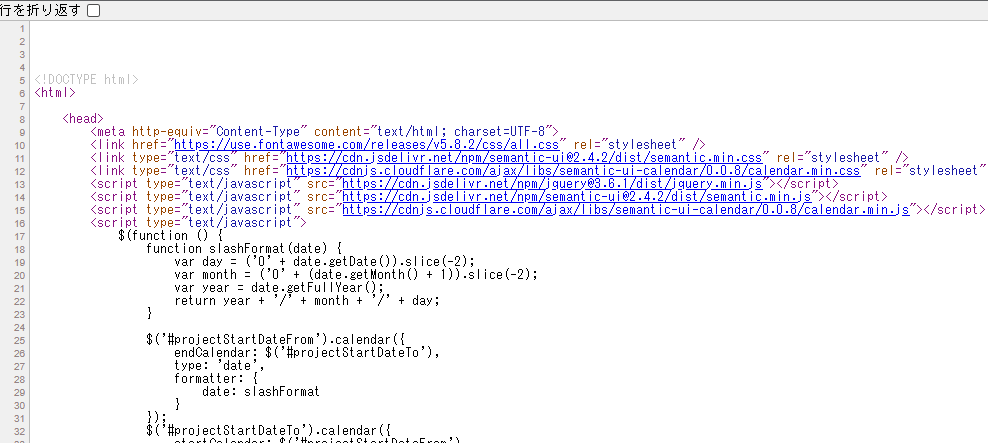 行を折り返す
1
2
3
4
5 <!DOCTYPE html>
6 <html>
7
8 <head>
9 <meta http-equiv="Content-Type" content="text/html; charset=UTF-8">
10 <link href="https://use.fontawesome.com/releases/v5.8.2/css/all.css" rel="stylesheet" />
11 <link type="text/css" href="https://cdn.jsdelivr.net/npm/semantic-ui@2.4.2/dist/semantic.min.css" rel="stylesheet" />
12 <link type="text/css" href="https://cdnjs.cloudflare.com/ajax/libs/semantic-ui-calendar/0.0.8/calendar.min.css" rel="stylesheet"
13 <script type="text/javascript" src="https://cdn.jsdelivr.net/npm/jquery@3.6.1/dist/jquery.min.js"></script>
14 <script type="text/javascript" src="https://cdn.jsdelivr.net/npm/semantic-ui@2.4.2/dist/semantic.min.js"></script>
15 <script type="text/javascript" src="https://cdnjs.cloudflare.com/ajax/libs/semantic-ui-calendar/0.0.8/calendar.min.js"></script>
16 <script type="text/javascript">
17 $(function () {
18 function slashFormat(date) {
19 var day = ('0' + date.getDate()).slice(-2);
20 var month = ('0' + (date.getMonth() + 1)).slice(-2);
21 var year = date.getFullYear();
22 return year + '/' + month + '/' + day;
23 }
24
25 $('#projectStartDateFrom').calendar({
26 endCalendar: $('#projectStartDateTo'),
27 type: 'date',
28 formatter: {
29 date: slashFormat
30 }
31 });
32 $('#projectStartDateTo').calendar({
33 startCalendar: $('#projectStartDateFrom')